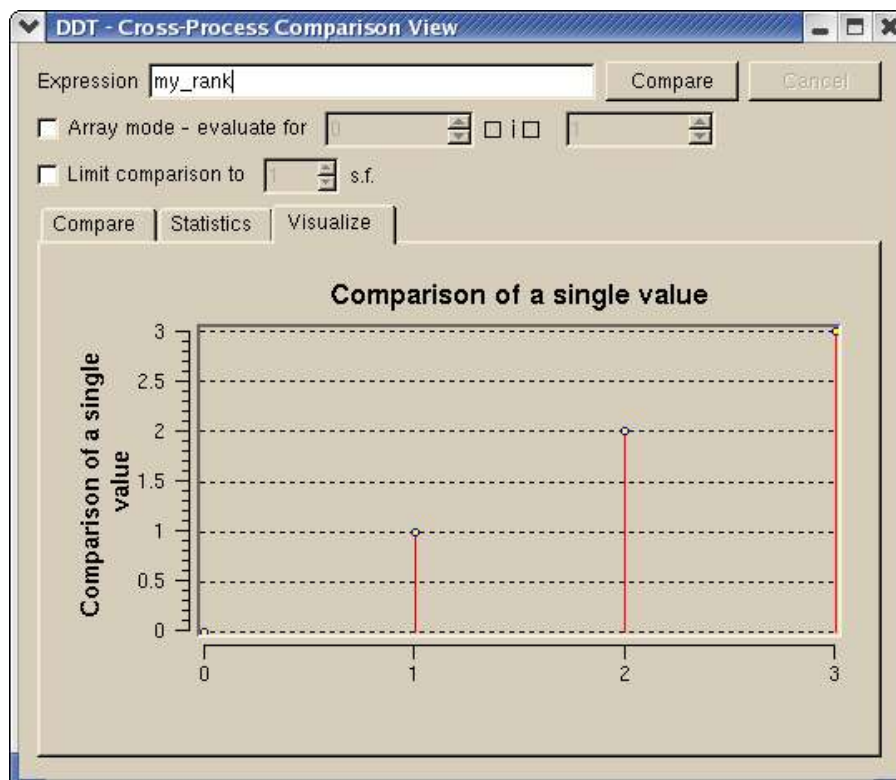 DDT - Cross-Process Comparison View
Expression my_rank Compare Cancel
Array mode - evaluate for 0 □ i □ 1
Limit comparison to 1 s.f.
Compare Statistics Visualize
Comparison of a single value
Comparison of a single
value
3
2.5
2
1.5
1
0.5
0
0 1 2 3